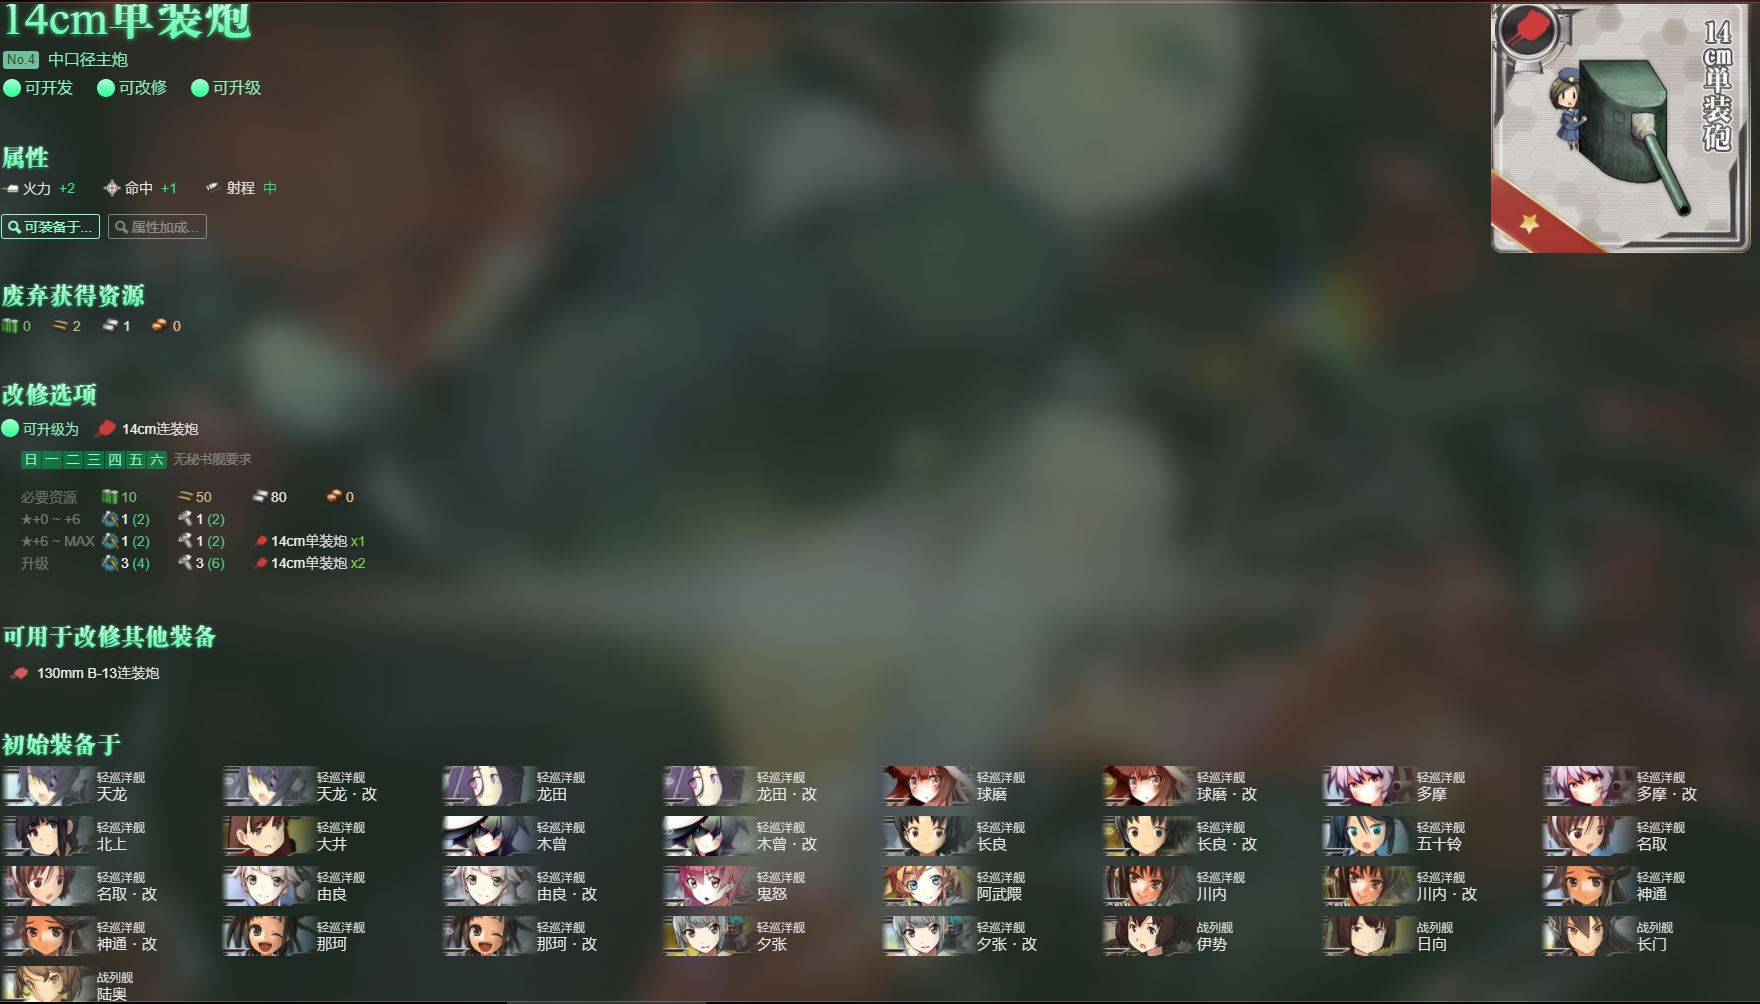 14cm单装炮
No.4 中口径主炮
可开发 可改修 可升级
14cm单装砲
属性
火力 +2 命中 +1 射程 中
可装备于... 属性加成...
废弃获得资源
0 2 1 0
改修选项
可升级为 14cm连装炮
日 一 二 三 四 五 六 无秘书舰要求
必要资源 10 50 80 0
★+0 ~ +6 1 (2) 1 (2)
★+6 ~ MAX 1 (2) 1 (2) 14cm单装炮 x1
升级 3 (4) 3 (6) 14cm单装炮 x2
可用于改修其他装备
130mm B-13连装炮
初始装备于
轻巡洋舰 轻巡洋舰 轻巡洋舰 轻巡洋舰 轻巡洋舰 轻巡洋舰 轻巡洋舰 轻巡洋舰
天龙 天龙·改 龙田 龙田·改 球磨 球磨·改 多摩 多摩·改
轻巡洋舰 轻巡洋舰 轻巡洋舰 轻巡洋舰 轻巡洋舰 轻巡洋舰 轻巡洋舰 轻巡洋舰
北上 大井 木曾 木曾·改 长良 长良·改 五十铃 名取
轻巡洋舰 轻巡洋舰 轻巡洋舰 轻巡洋舰 轻巡洋舰 轻巡洋舰 轻巡洋舰 轻巡洋舰
名取·改 由良 由良·改 鬼怒 阿武隈 川内 川内·改 神通
轻巡洋舰 轻巡洋舰 轻巡洋舰 轻巡洋舰 轻巡洋舰 战列舰 战列舰 战列舰
神通·改 那珂 那珂·改 夕张 夕张·改 伊势 日向 长门
战列舰
陆奥